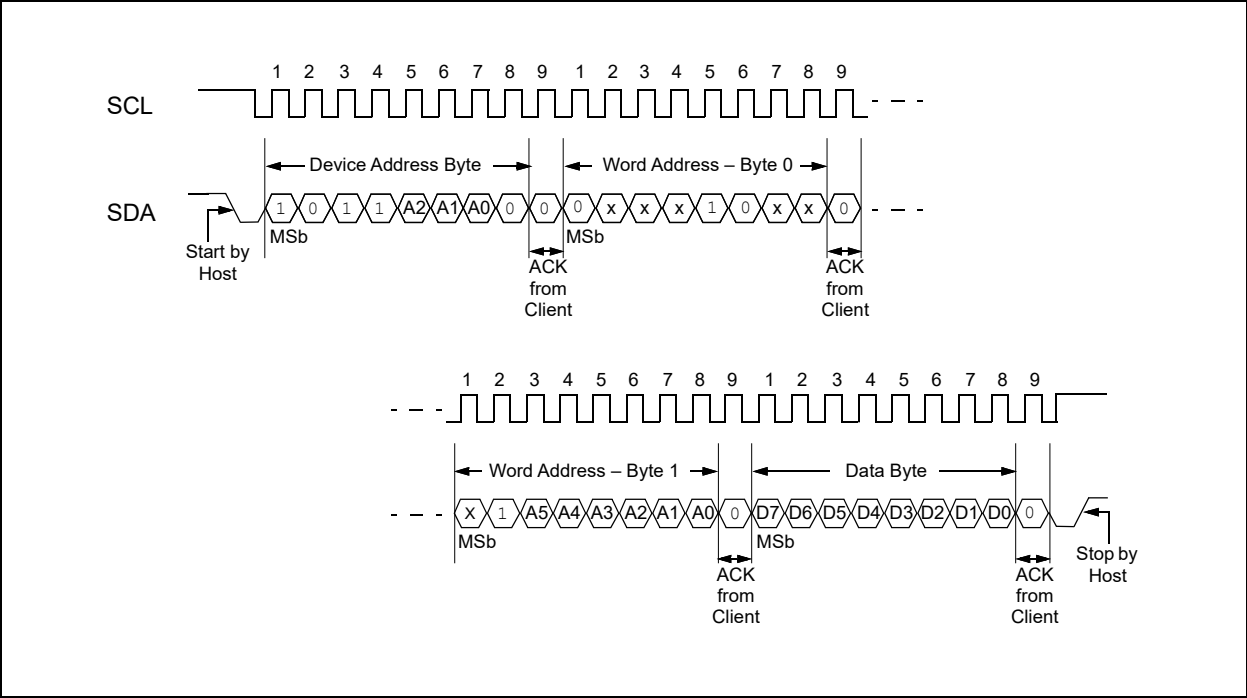 1 2 3 4 5 6 7 8 9 1 2 3 4 5 6 7 8 9
SCL
Device Address Byte Word Address – Byte 0
SDA
1 0 1 1 A2 A1 A0 0 0 0 x x x 1 0 x x 0
MSb MSb
Start by
Host
ACK
from
Client
ACK
from
Client
1 2 3 4 5 6 7 8 9 1 2 3 4 5 6 7 8 9
Word Address – Byte 1 Data Byte
x 1 A5 A4 A3 A2 A1 A0 0 D7 D6 D5 D4 D3 D2 D1 D0 0
MSb MSb
ACK
from
Client
ACK
from
Client
Stop by
Host